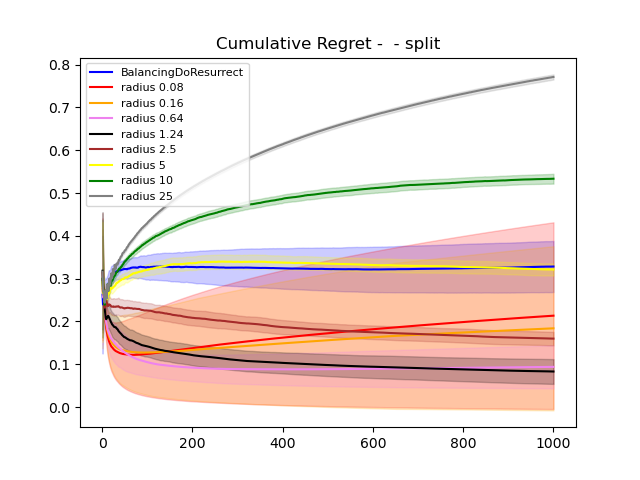 Cumulative Regret -  - split
0.8
0.7
0.6
0.5
0.4
0.3
0.2
0.1
0.0
BalancingDoResurrect
radius 0.08
radius 0.16
radius 0.64
radius 1.24
radius 2.5
radius 5
radius 10
radius 25
0 200 400 600 800 1000